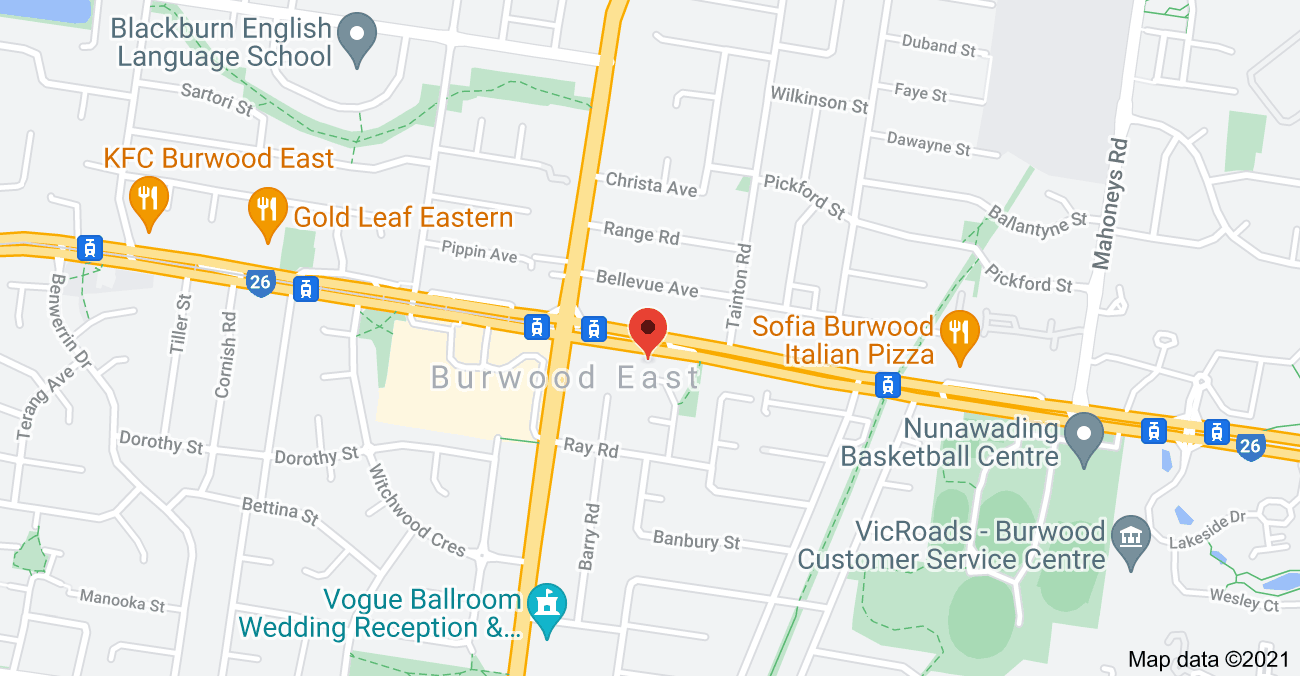 Blackburn English
Language School
Duband St
Faye St
Sartori St
Wilkinson St
Dawayne St
KFC Burwood East
Mahoneys Rd
Christa Ave
Pickford St
Gold Leaf Eastern
Ballantyne St
Range Rd
Pippin Ave
Tainton Rd
Pickford St
26
Bellevue Ave
Benwerrin Dr
Tiller St
Cornish Rd
Sofia Burwood
Italian Pizza
Burwood East
Terang Ave
Nunawading
Basketball Centre
26
Dorothy St
Dorothy St
Ray Rd
Witchwood Cres
Bettina St
Barry Rd
Banbury St
VicRoads - Burwood
Customer Service Centre
Lakeside Dr
Manooka St
Wesley Ct
Vogue Ballroom
Wedding Reception &...
Map data ©2021